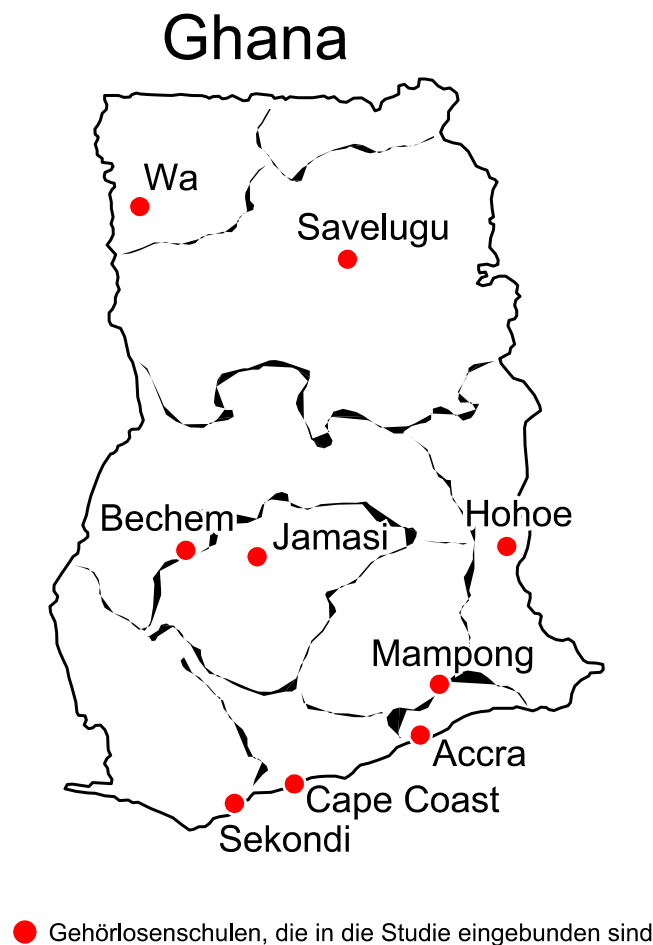 Ghana
Wa
Savelugu
Bechem
Jamasi
Hohoe
Mampong
Accra
Cape Coast
Sekondi
Gehörlosenschulen, die in die Studie eingebunden sind